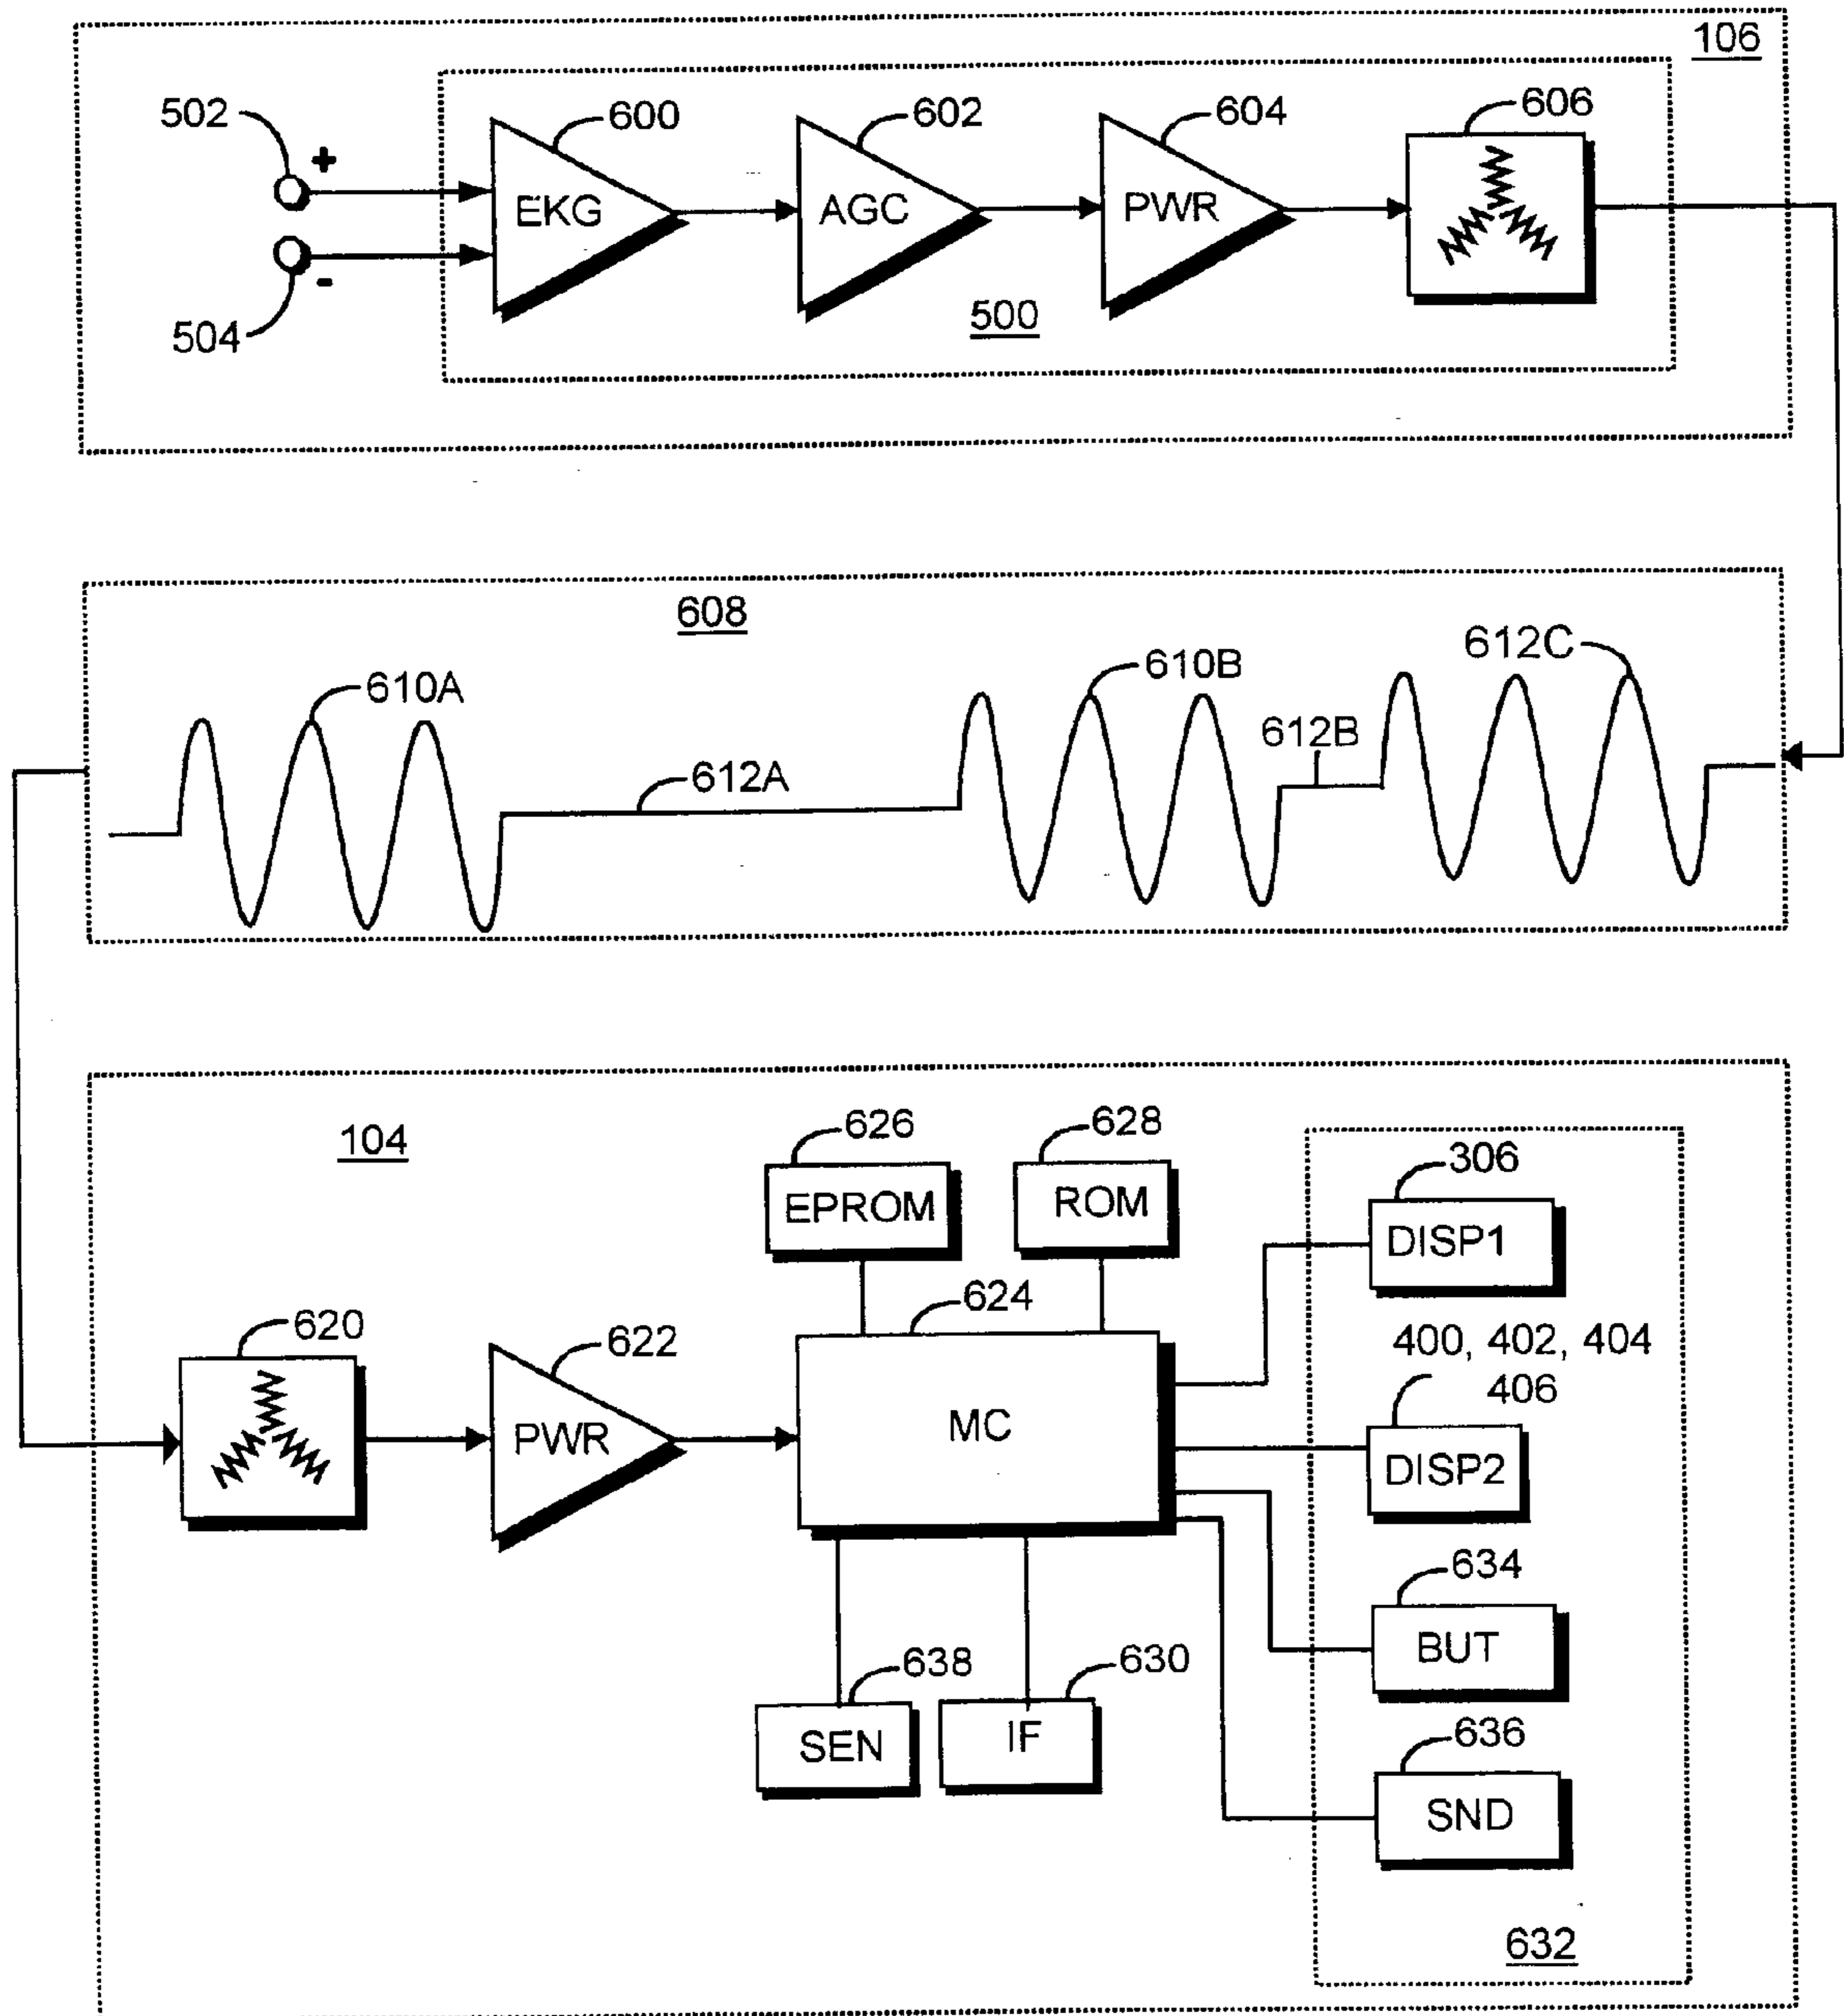 106
502
+
600
602
604
606
EKG
AGC
PWR
-
504
500
608
610A
612A
610B
612B
612C
104
626
628
306
EPROM
ROM
DISP1
620
622
624
400, 402, 404
406
PWR
MC
DISP2
634
BUT
638
630
SEN
IF
636
SND
632